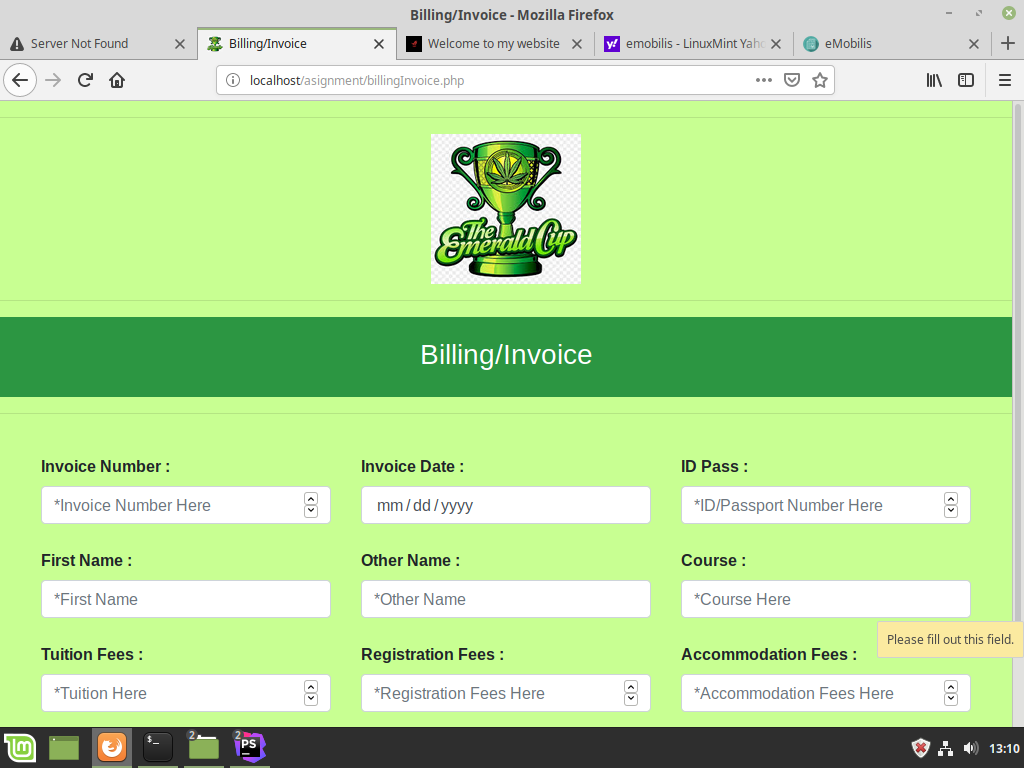 Billing/Invoice - Mozilla Firefox
Server Not Found
Billing/Invoice
Welcome to my website
emobilis - LinuxMint Yaho
eMobilis
localhost/asignment/billingInvoice.php
The
Emerald Cup
Billing/Invoice
Invoice Number : Invoice Date : ID Pass :
*Invoice Number Here mm / dd / yyyy *ID/Passport Number Here
First Name : Other Name : Course :
*First Name *Other Name *Course Here
Please fill out this field.
Tuition Fees : Registration Fees : Accommodation Fees :
*Tuition Here *Registration Fees Here *Accommodation Fees Here
2
2
PS
13:10